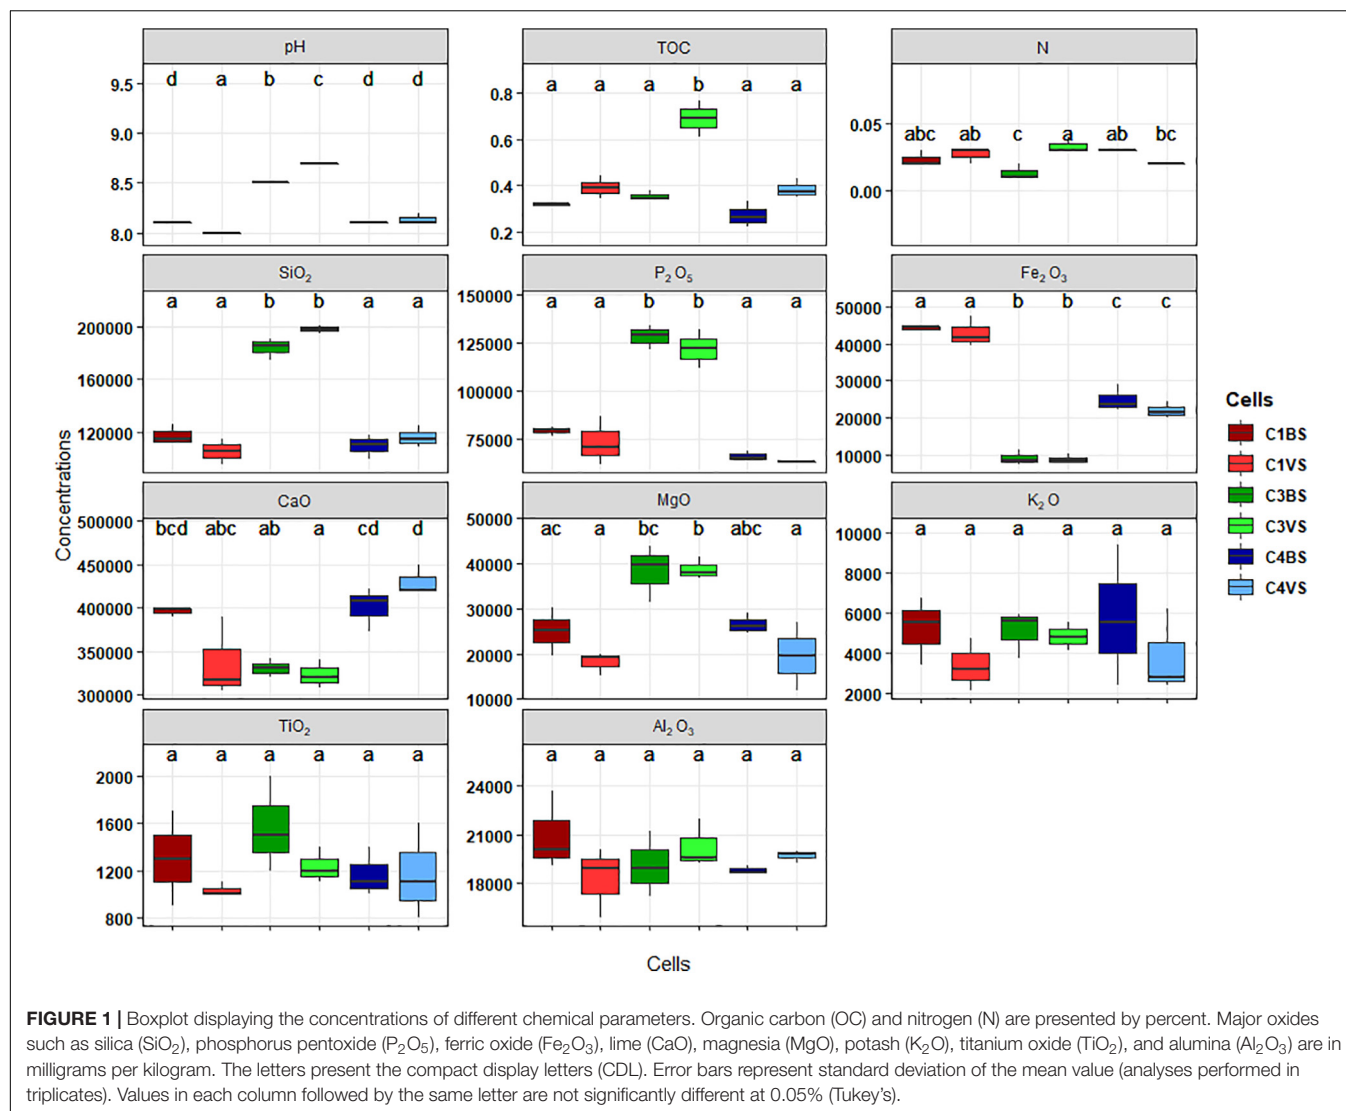 pH
TOC
N
9.5
9.0
8.5
8.0
d a b c d d
0.8
0.6
0.4
0.2
a a a b a a
0.05
0.00
abc ab c a ab bc
SiO2
P2O5
Fe2O3
200000
160000
120000
a a b b a a
150000
125000
100000
75000
a a b b a a
50000
40000
30000
20000
10000
a a b b c c
CaO
MgO
K2O
500000
450000
400000
350000
300000
bcd abc ab a cd d
50000
40000
30000
20000
10000
ac a bc b abc a
10000
8000
6000
4000
2000
a a a a a a
TiO2
Al2O3
2000
1600
1200
800
a a a a a a
24000
21000
18000
a a a a a a
Concentrations
Cells
Cells
C1BS
C1VS
C3BS
C3VS
C4BS
C4VS
FIGURE 1 | Boxplot displaying the concentrations of different chemical parameters. Organic carbon (OC) and nitrogen (N) are presented by percent. Major oxides
such as silica (SiO2), phosphorus pentoxide (P2O5), ferric oxide (Fe2O3), lime (CaO), magnesia (MgO), potash (K2O), titanium oxide (TiO2), and alumina (Al2O3) are in
milligrams per kilogram. The letters present the compact display letters (CDL). Error bars represent standard deviation of the mean value (analyses performed in
triplicates). Values in each column followed by the same letter are not significantly different at 0.05% (Tukey's).